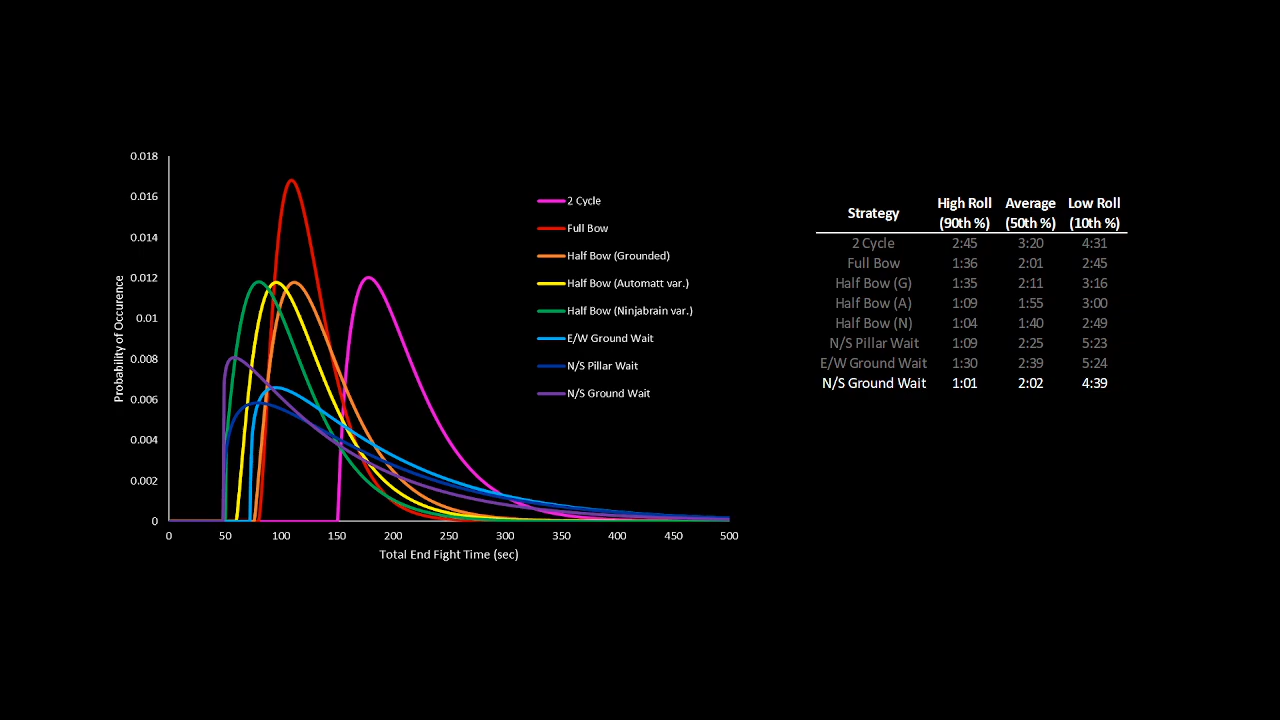 0.018
0.016
0.014
0.012
0.01
0.008
0.006
0.004
0.002
0
Probability of Occurence
0 50 100 150 200 250 300 350 400 450 500
Total End Fight Time (sec)
2 Cycle
Full Bow
Half Bow (Grounded)
Half Bow (Automatt var.)
Half Bow (Ninjabrain var.)
E/W Ground Wait
N/S Pillar Wait
N/S Ground Wait
High Roll Average Low Roll
Strategy
(90th %) (50th %) (10th %)
2 Cycle 2:45 3:20 4:31
Full Bow 1:36 2:01 2:45
Half Bow (G) 1:35 2:11 3:16
Half Bow (A) 1:09 1:55 3:00
Half Bow (N) 1:04 1:40 2:49
N/S Pillar Wait 1:09 2:25 5:23
E/W Ground Wait 1:30 2:39 5:24
N/S Ground Wait 1:01 2:02 4:39